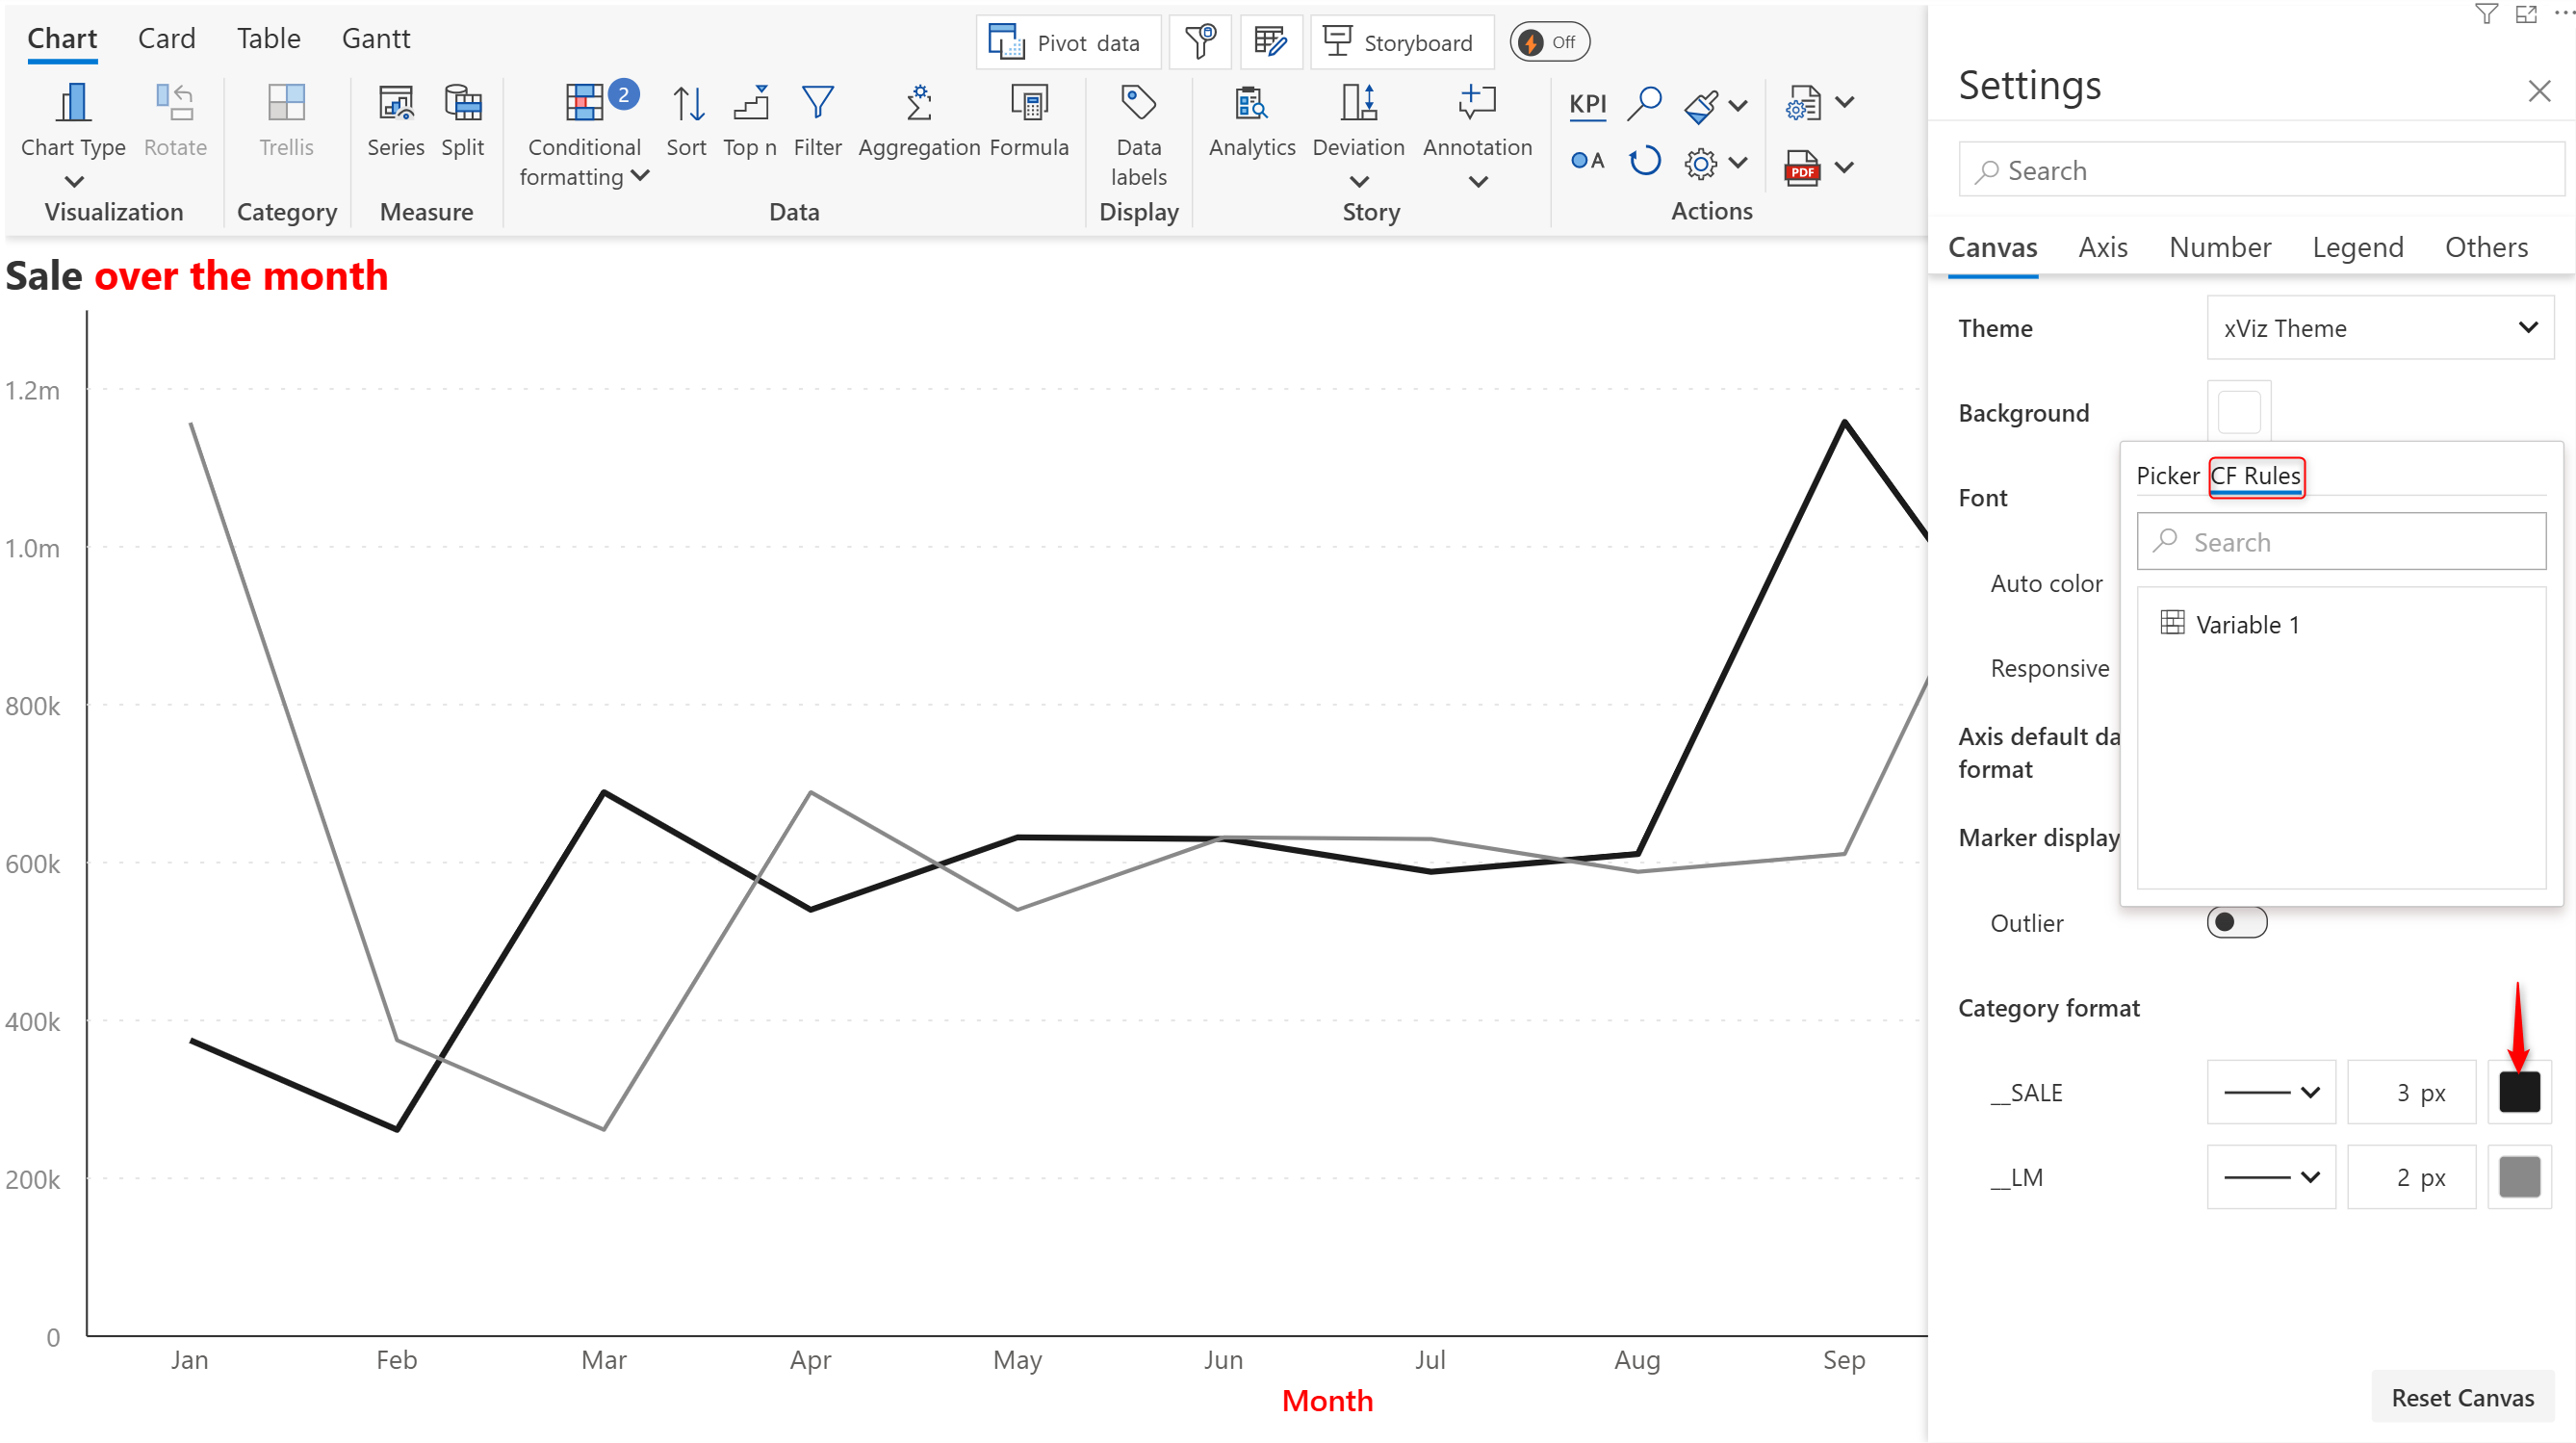 Chart Card Table Gantt
Pivot data
Storyboard
Off
Chart Type
Rotate
Trellis
Series
Split
2
Conditional
formatting
Sort
Top n
Filter
Aggregation
Formula
Data
labels
Analytics
Deviation
Annotation
KPI
A
PDF
Visualization
Category
Measure
Data
Display
Story
Actions
Sale over the month
1.2m
1.0m
800k
600k
400k
200k
0
Jan Feb Mar Apr May Jun Jul Aug Sep
Month
Settings
Search
Canvas Axis Number Legend Others
Theme
xViz Theme
Background
Font
Picker CF Rules
Search
Variable 1
Auto color
Responsive
Axis default da
format
Marker display
Outlier
Category format
__SALE 3 px
__LM 2 px
Reset Canvas